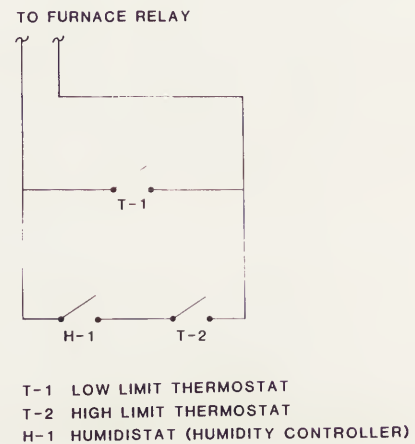 TO FURNACE RELAY
T-1
H-1 T-2
T-1 LOW LIMIT THERMOSTAT
T-2 HIGH LIMIT THERMOSTAT
H-1 HUMIDISTAT (HUMIDITY CONTROLLER)